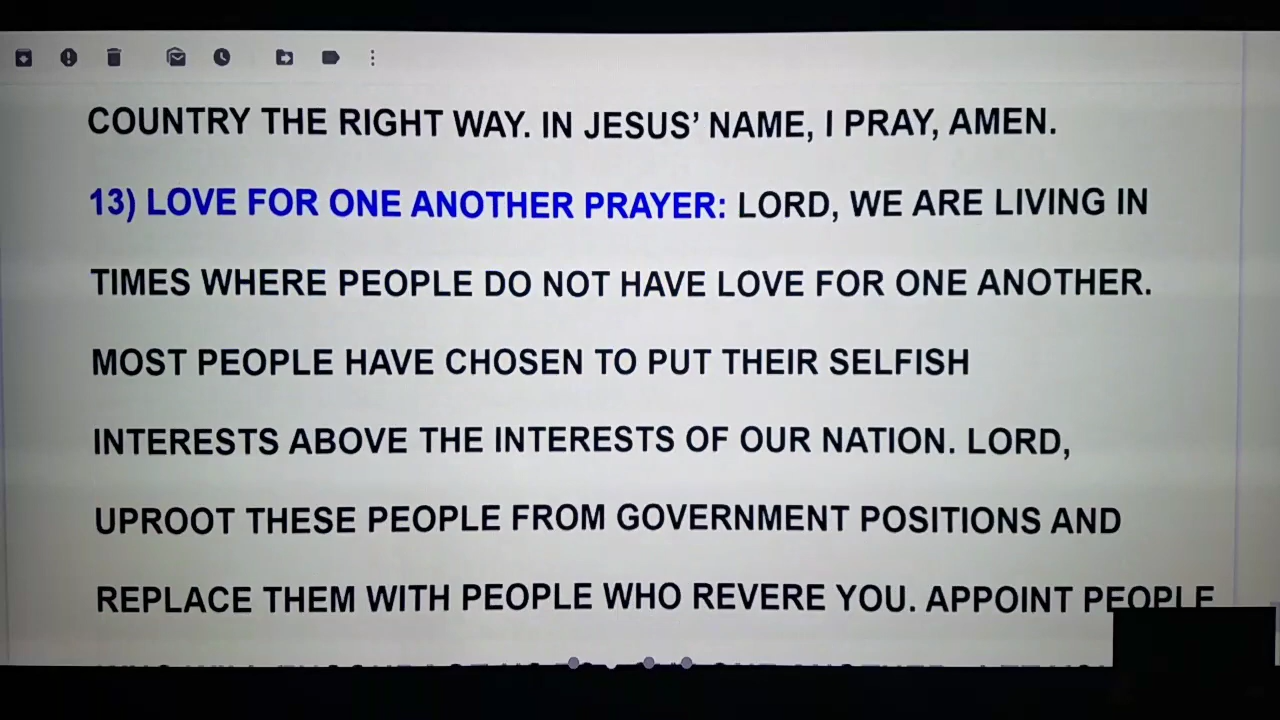 COUNTRY THE RIGHT WAY. IN JESUS’ NAME, I PRAY, AMEN.
13) LOVE FOR ONE ANOTHER PRAYER: LORD, WE ARE LIVING IN
TIMES WHERE PEOPLE DO NOT HAVE LOVE FOR ONE ANOTHER.
MOST PEOPLE HAVE CHOSEN TO PUT THEIR SELFISH
INTERESTS ABOVE THE INTERESTS OF OUR NATION. LORD,
UPROOT THESE PEOPLE FROM GOVERNMENT POSITIONS AND
REPLACE THEM WITH PEOPLE WHO REVERE YOU. APPOINT PEOPLE